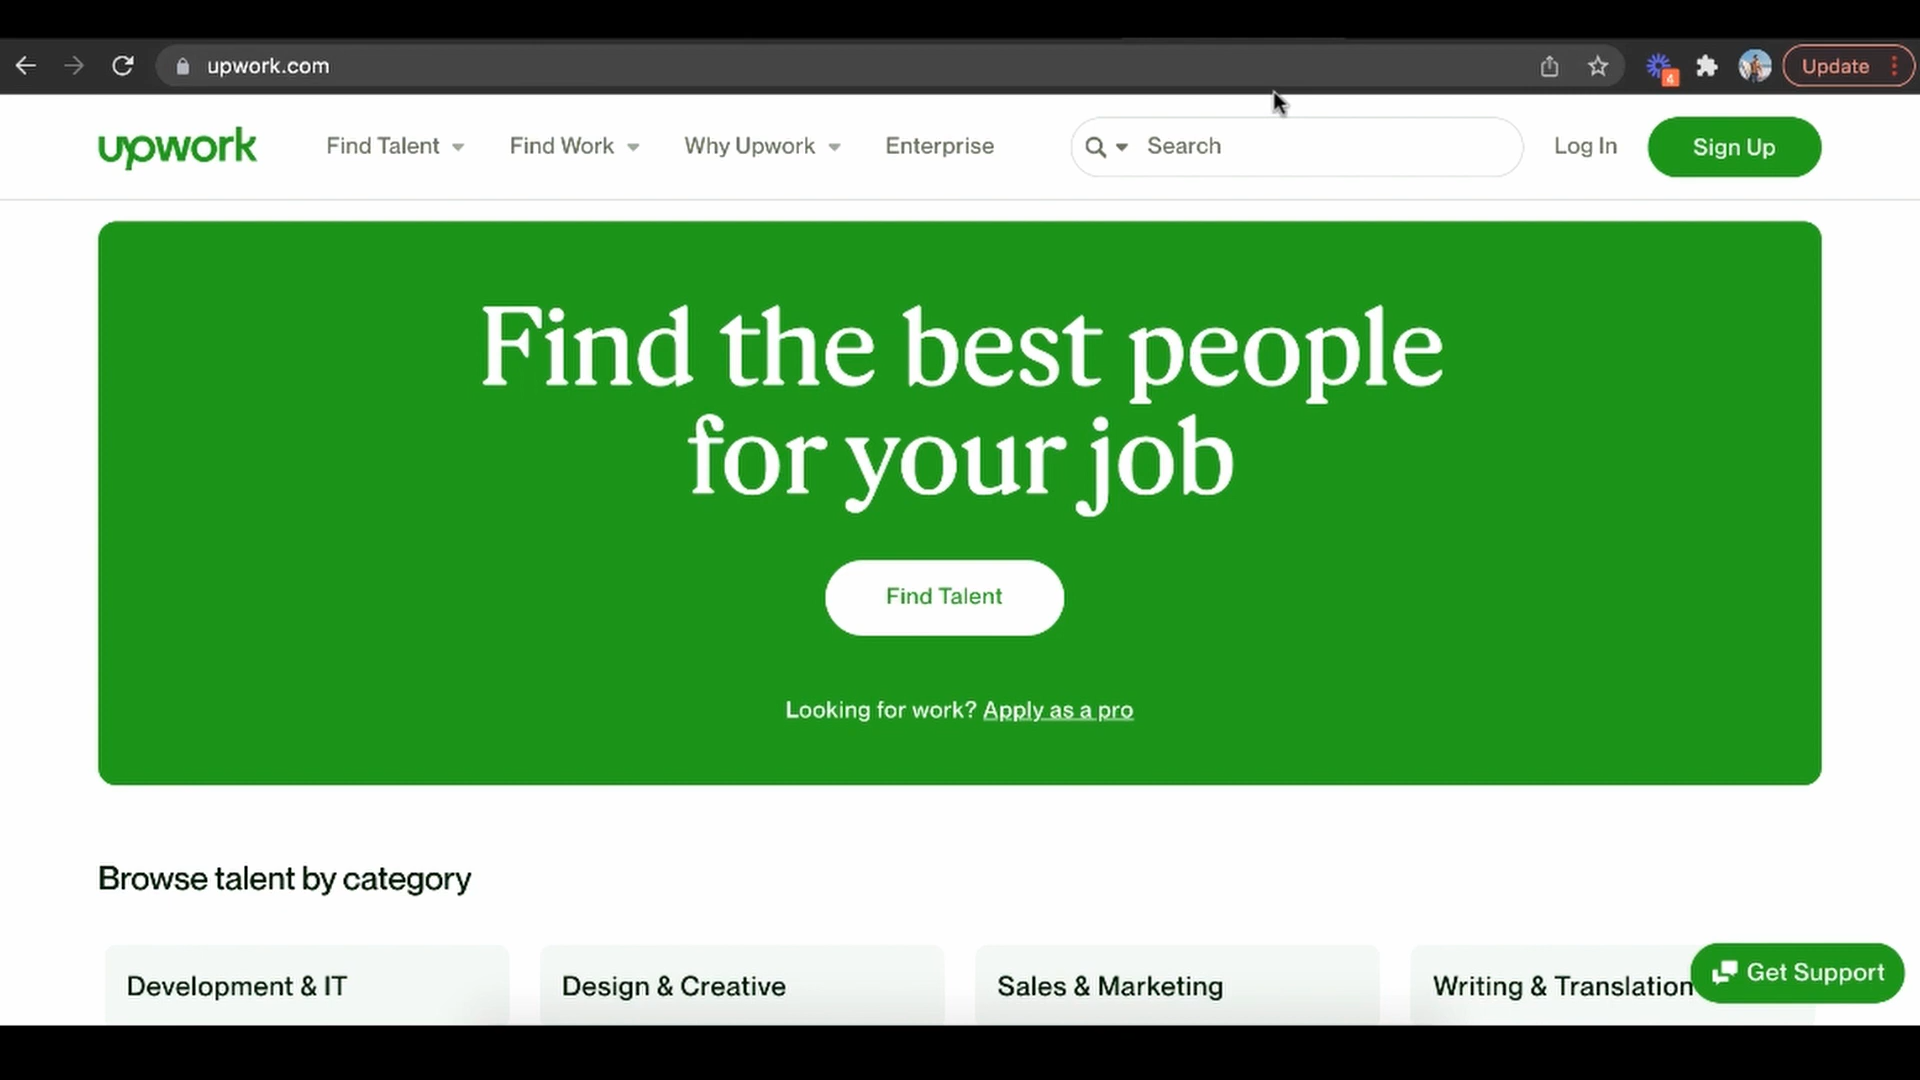 upwork.com
4
Update
upwork
Find Talent
Find Work
Why Upwork
Enterprise
Search
Log In
Sign Up
Find the best people
for your job
Find Talent
Looking for work? Apply as a pro
Browse talent by category
Development & IT
Design & Creative
Sales & Marketing
Writing & Translation
Get Support